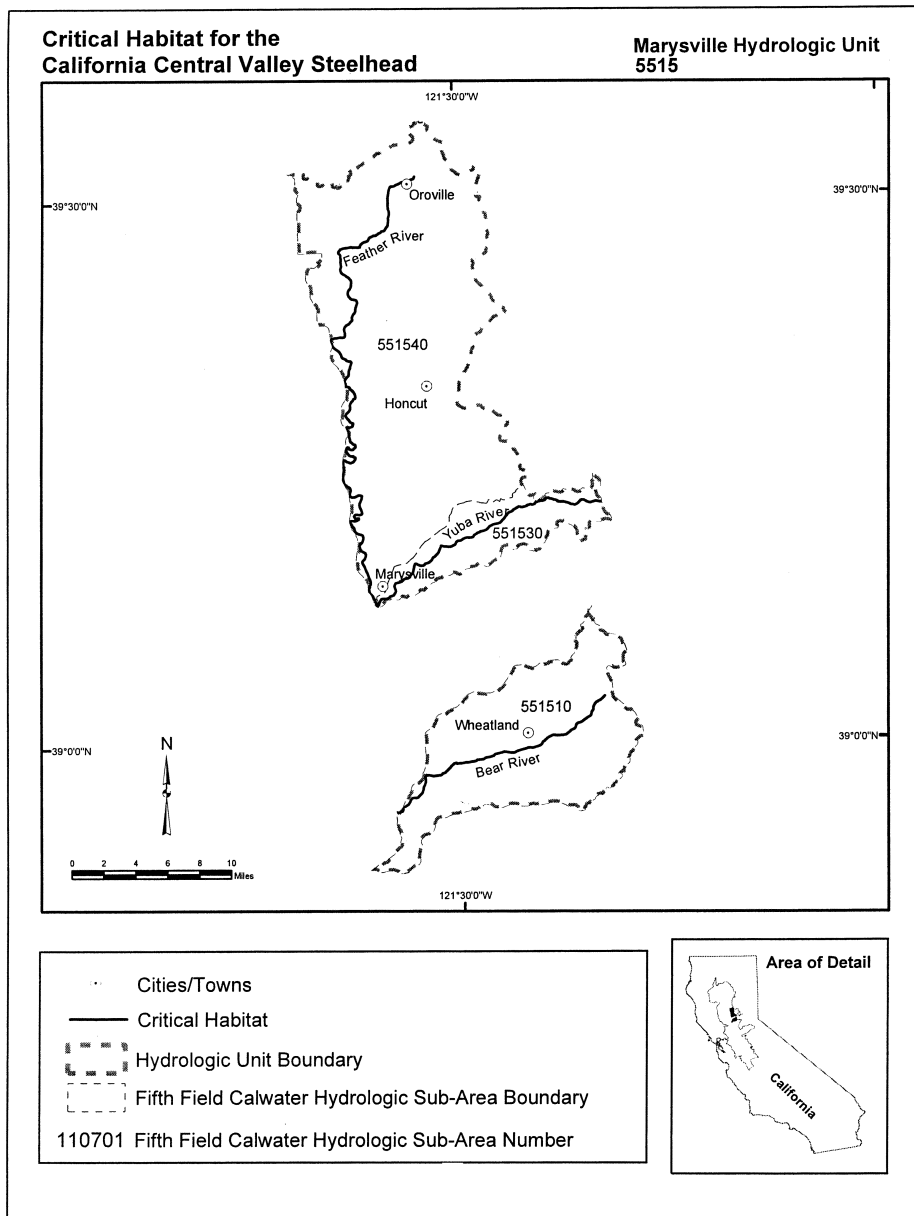 Critical Habitat for the
California Central Valley Steelhead
Marysville Hydrologic Unit
5515
121°30'0"W
39°30'0"N
39°30'0"N
Oroville
Feather River
551540
Honcut
Yuba River
551530
Marysville
551510
Wheatland
Bear River
39°0'0"N
39°0'0"N
N
0 2 4 6 8 10
Miles
121°30'0"W
Cities/Towns
Critical Habitat
Hydrologic Unit Boundary
Fifth Field Calwater Hydrologic Sub-Area Boundary
110701 Fifth Field Calwater Hydrologic Sub-Area Number
Area of Detail
California